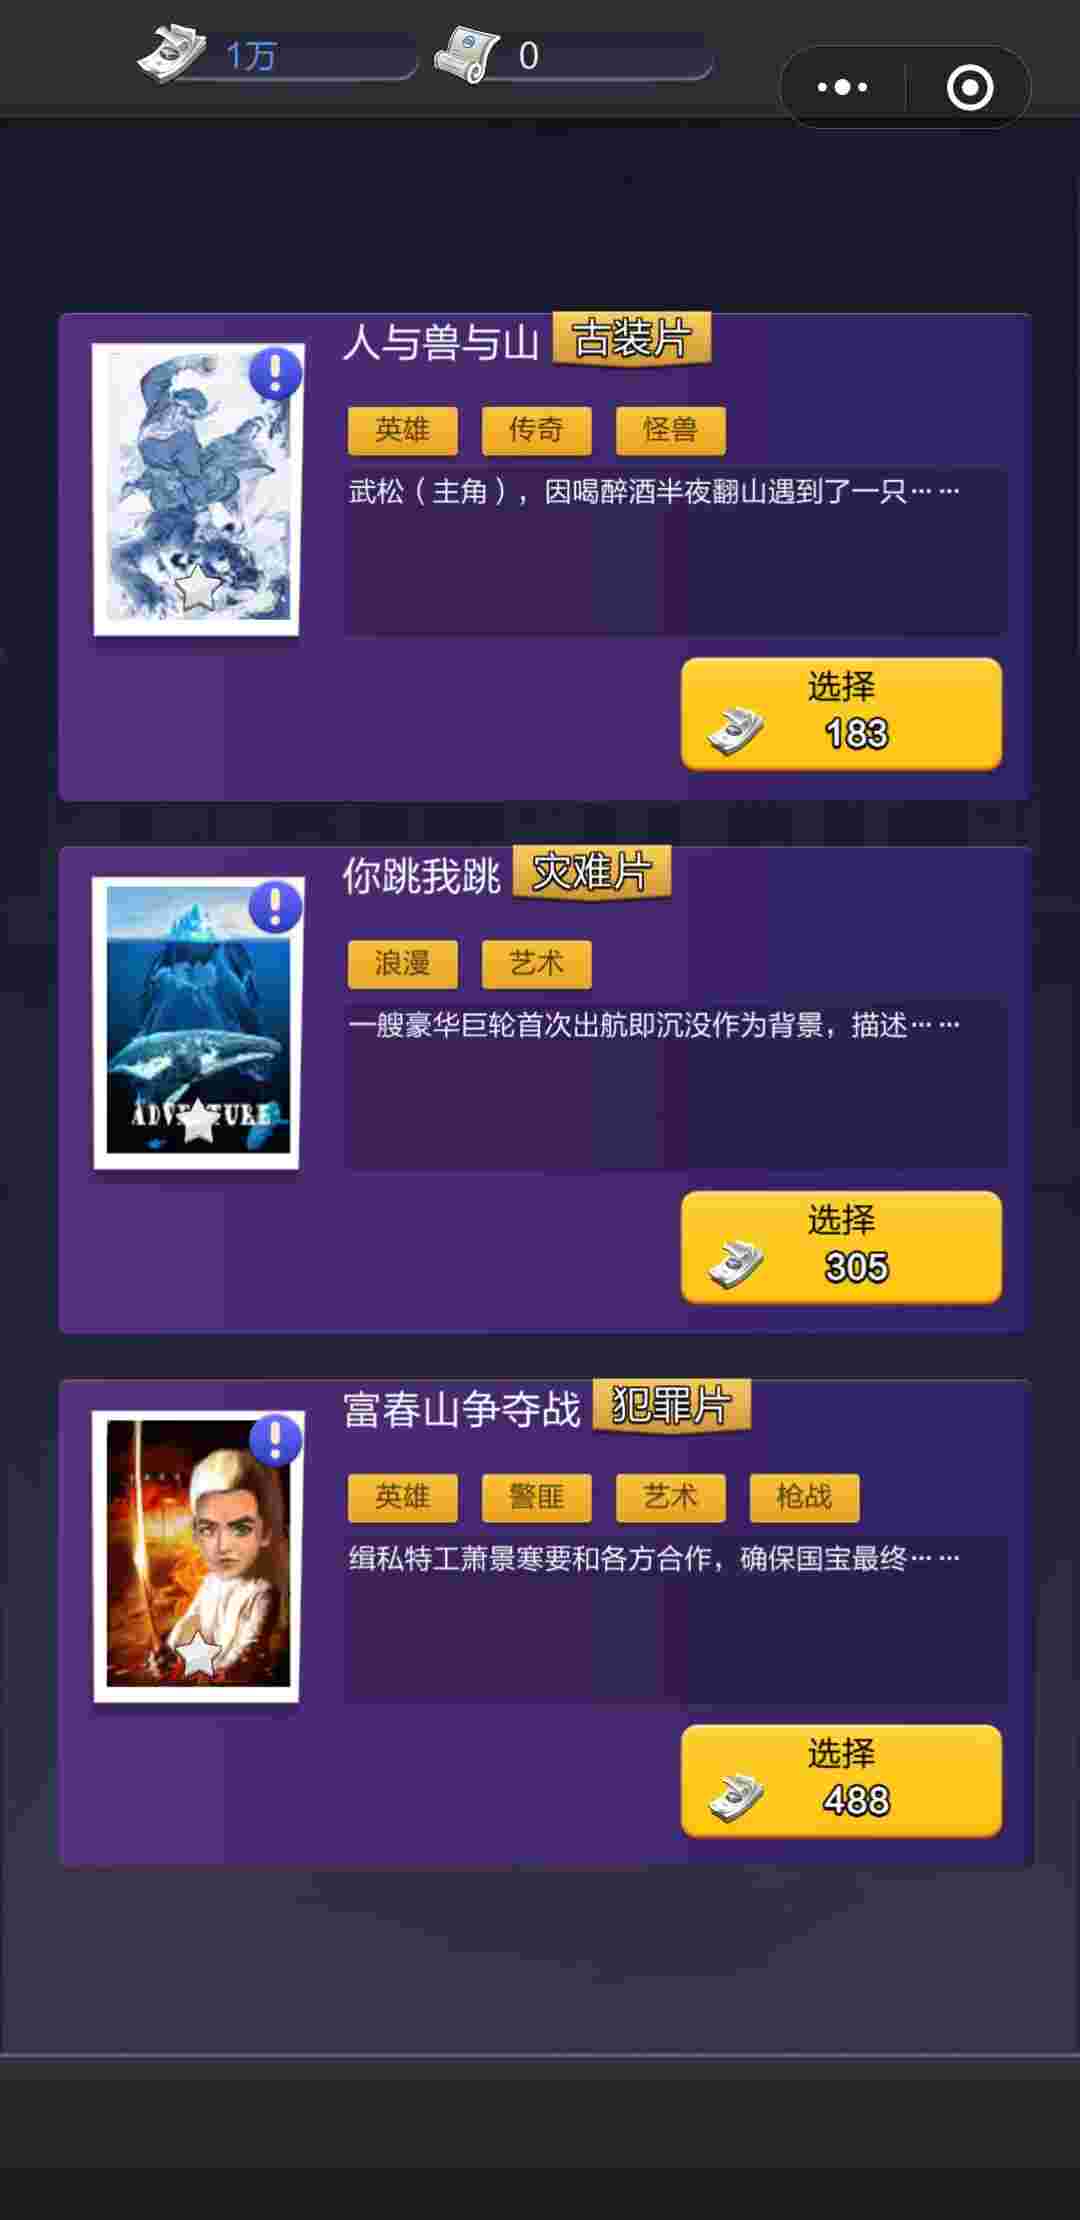 1万
0
人与兽与山 古装片
英雄 传奇 怪兽
武松（主角），因喝醉酒半夜翻山遇到了一只……
选择
183
你跳我跳 灾难片
浪漫 艺术
一艘豪华巨轮首次出航即沉没作为背景，描述……
ADVENTURE
选择
305
富春山争夺战 犯罪片
英雄 警匪 艺术 枪战
缉私特工萧景寒要和各方合作，确保国宝最终……
选择
488